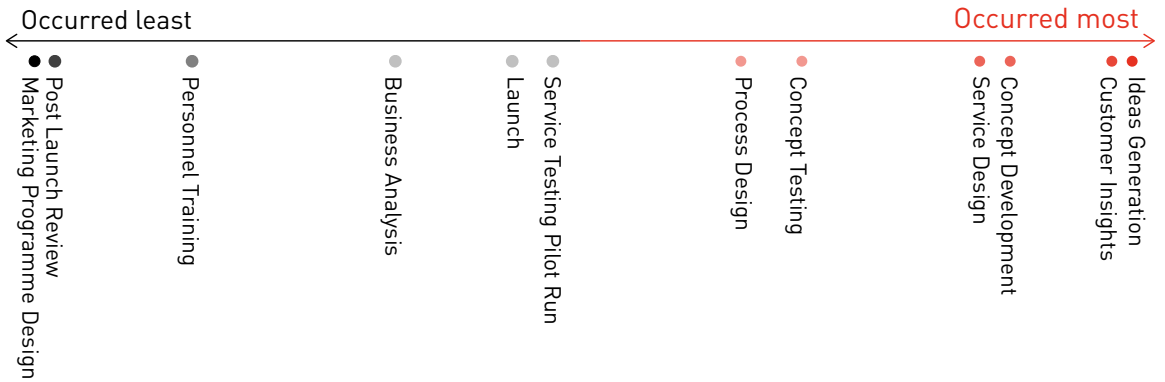 Occurred least
Occurred most
Marketing Programme Design
Post Launch Review
Personnel Training
Business Analysis
Launch
Service Testing Pilot Run
Process Design
Concept Testing
Service Design
Concept Development
Customer Insights
Ideas Generation